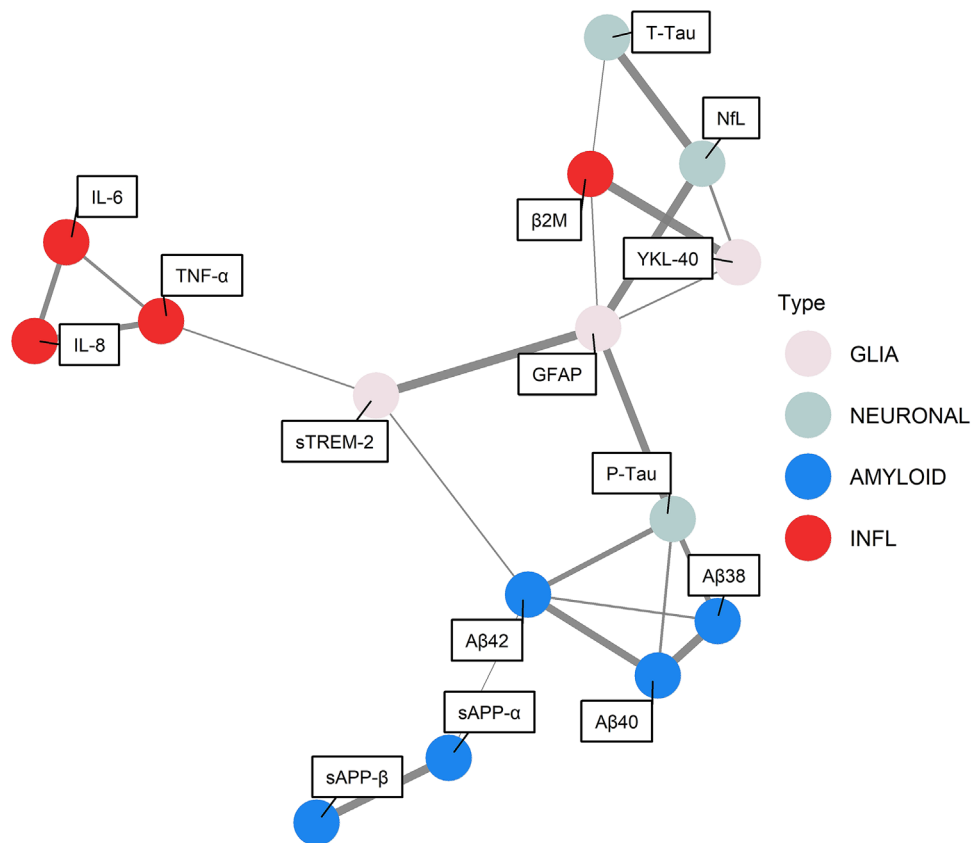 T-Tau
NfL
IL-6
β2M
TNF-α
YKL-40
IL-8
GFAP
sTREM-2
P-Tau
Aβ38
Aβ42
sAPP-α
Aβ40
sAPP-β
Type
GLIA
NEURONAL
AMYLOID
INFL